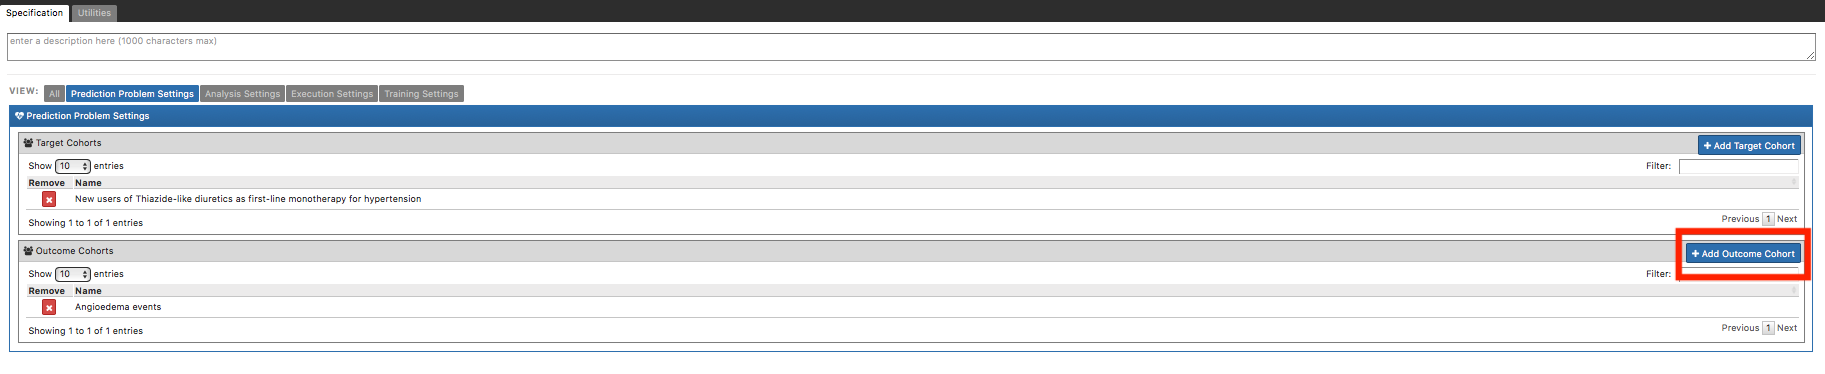 Specification Utilities
enter a description here (1000 characters max)
VIEW: All Prediction Problem Settings Analysis Settings Execution Settings Training Settings
Prediction Problem Settings
Target Cohorts + Add Target Cohort
Show 10 entries Filter:
Remove Name
New users of Thiazide-like diuretics as first-line monotherapy for hypertension
Showing 1 to 1 of 1 entries Previous 1 Next
Outcome Cohorts + Add Outcome Cohort
Show 10 entries Filter:
Remove Name
Angioedema events
Showing 1 to 1 of 1 entries Previous 1 Next